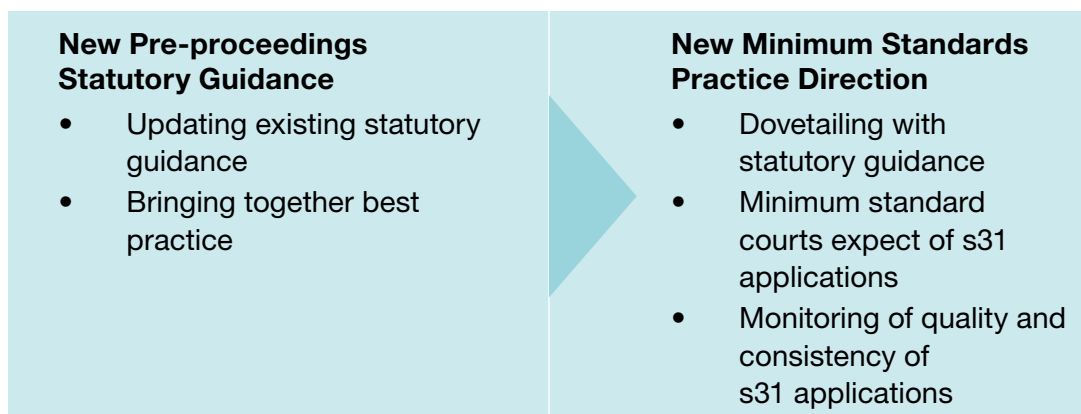 New Pre-proceedings
Statutory Guidance
• Updating existing statutory
guidance
• Bringing together best
practice
New Minimum Standards
Practice Direction
• Dovetailing with
statutory guidance
• Minimum standard
courts expect of s31
applications
• Monitoring of quality and
consistency of
s31 applications